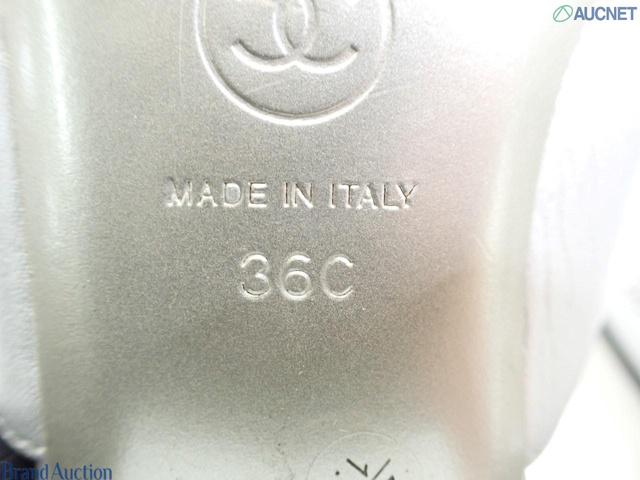 AUCNET
MADE IN ITALY
36C
Brand Auction